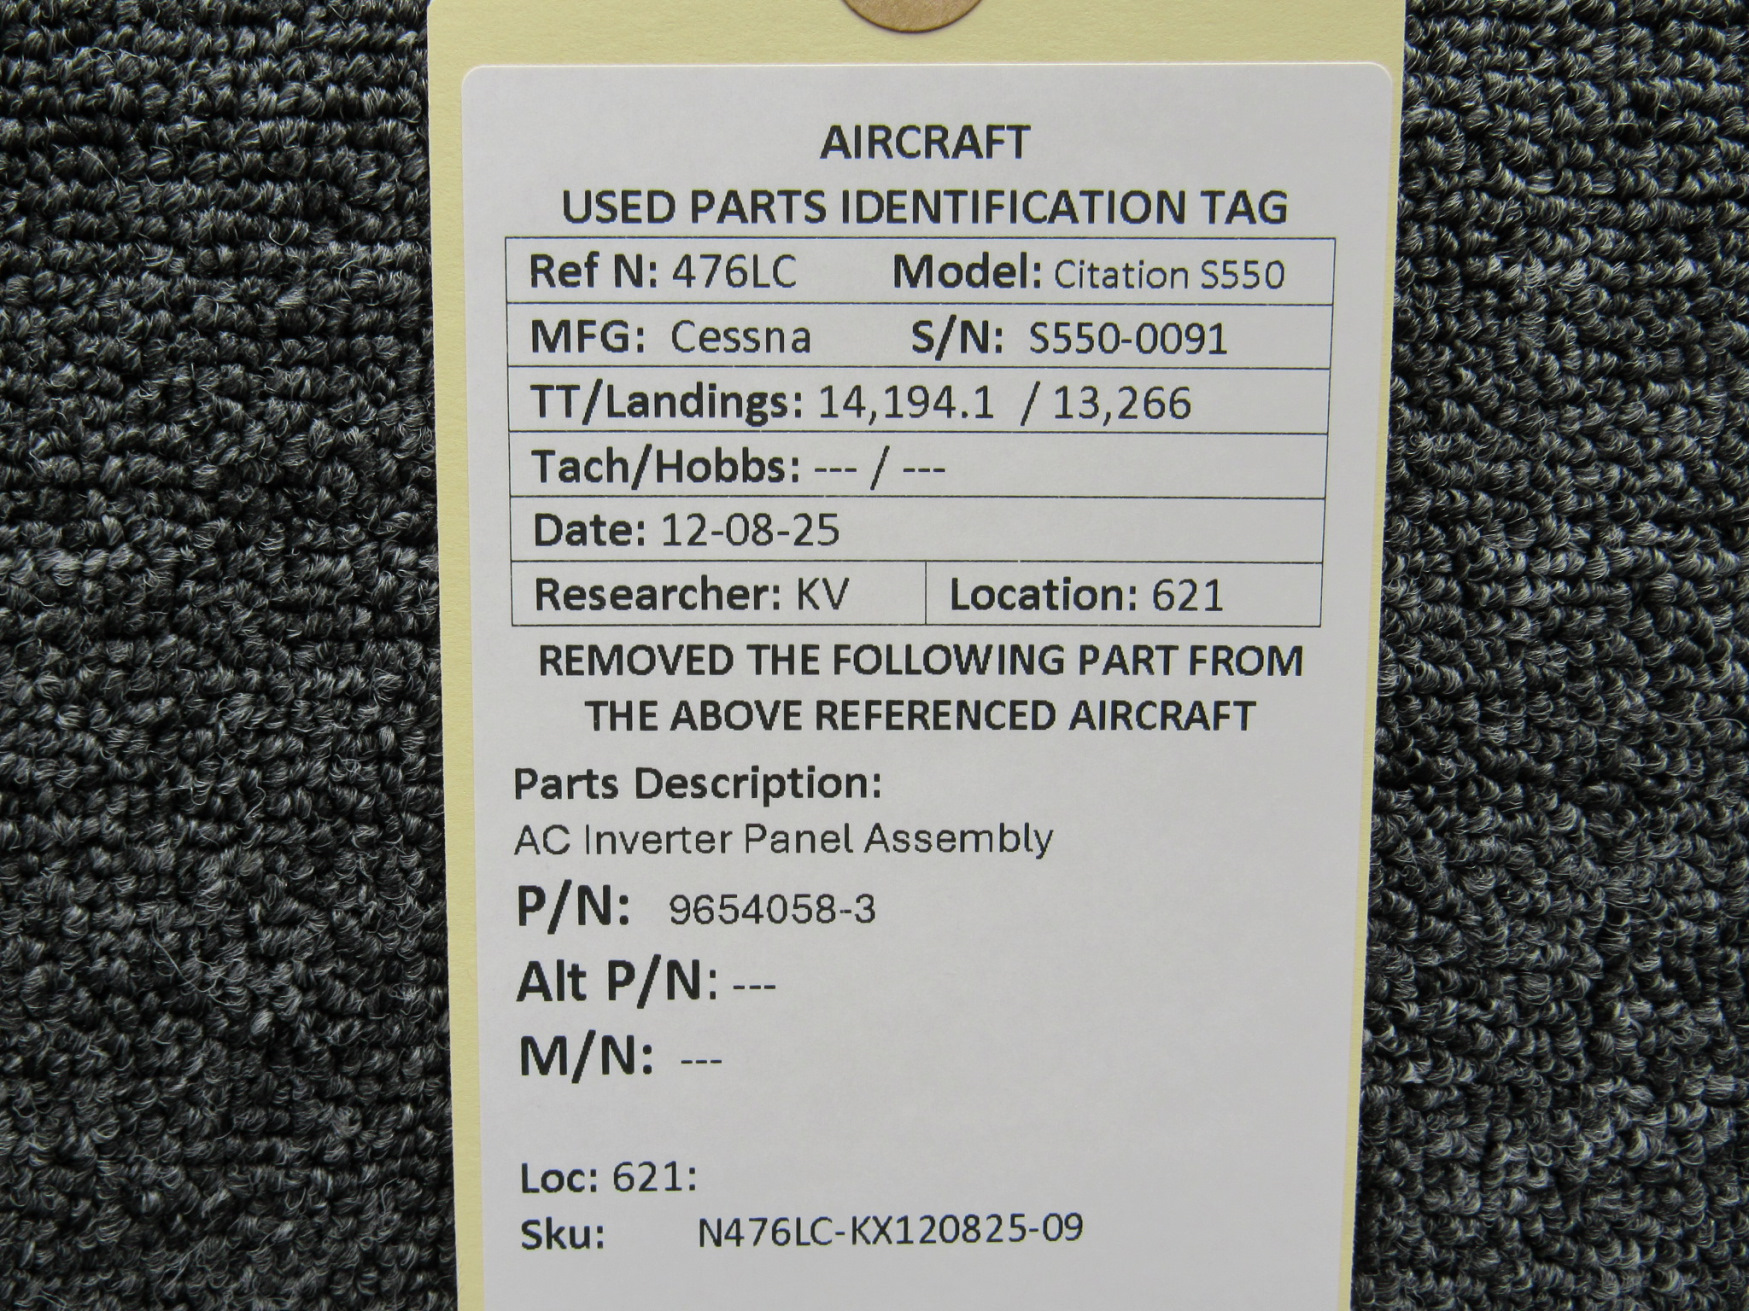 AIRCRAFT
USED PARTS IDENTIFICATION TAG
Ref N: 476LC Model: Citation S550
MFG: Cessna S/N: S550-0091
TT/Landings: 14,194.1 / 13,266
Tach/Hobbs: --- / ---
Date: 12-08-25
Researcher: KV Location: 621
REMOVED THE FOLLOWING PART FROM
THE ABOVE REFERENCED AIRCRAFT
Parts Description:
AC Inverter Panel Assembly
P/N: 9654058-3
Alt P/N: ---
M/N: ---
Loc: 621:
Sku: N476LC-KX120825-09